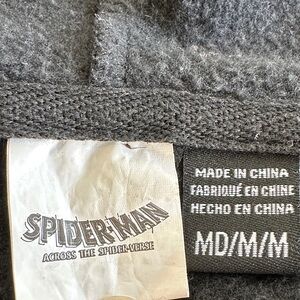 SPIDER-MAN
ACROSS THE SPIDER-VERSE
MADE IN CHINA
FABRIQUÉ EN CHINE
HECHO EN CHINA
MD/M/M